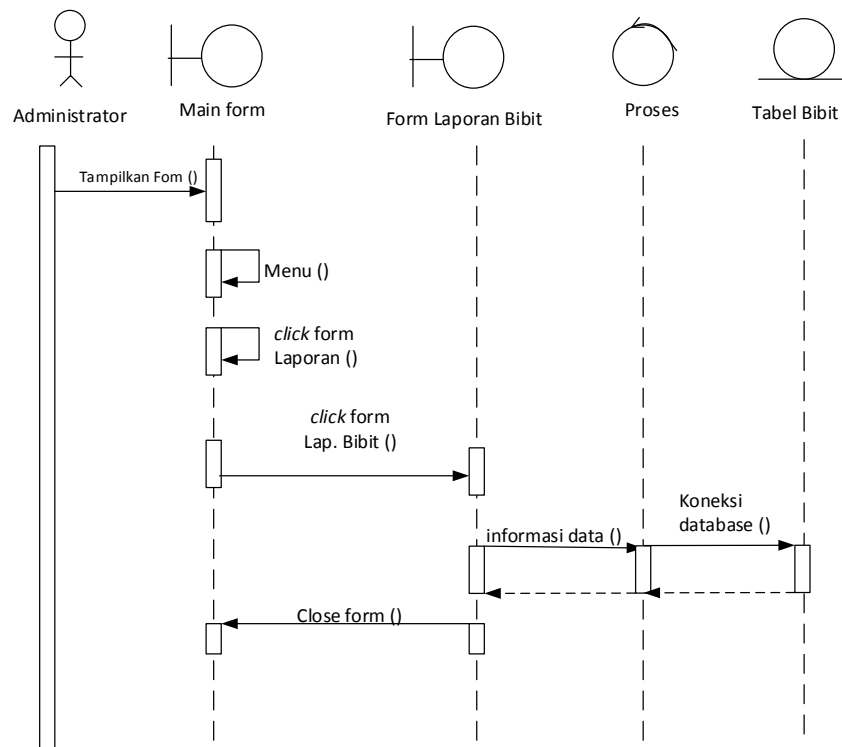 Administrator
Main form
Form Laporan Bibit
Proses
Tabel Bibit
Tampilkan Fom ()
Menu ()
click form
Laporan ()
click form
Lap. Bibit ()
Koneksi
database ()
informasi data ()
Close form ()